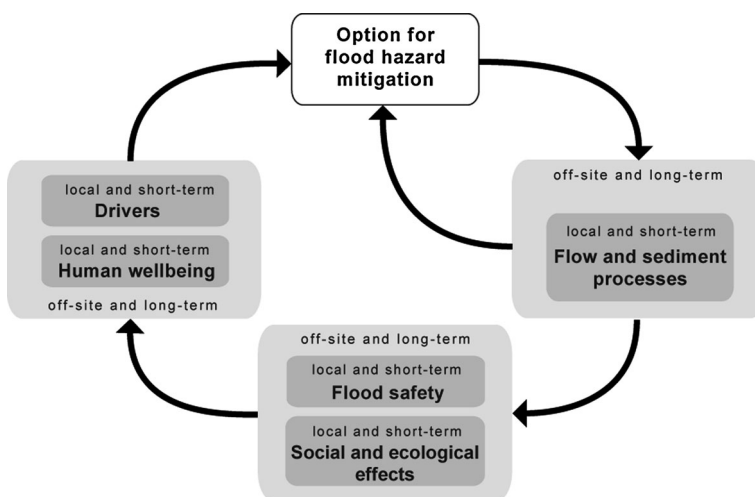 Option for
flood hazard
mitigation
local and short-term
Drivers
local and short-term
Human wellbeing
off-site and long-term
off-site and long-term
local and short-term
Flow and sediment
processes
off-site and long-term
local and short-term
Flood safety
local and short-term
Social and ecological
effects